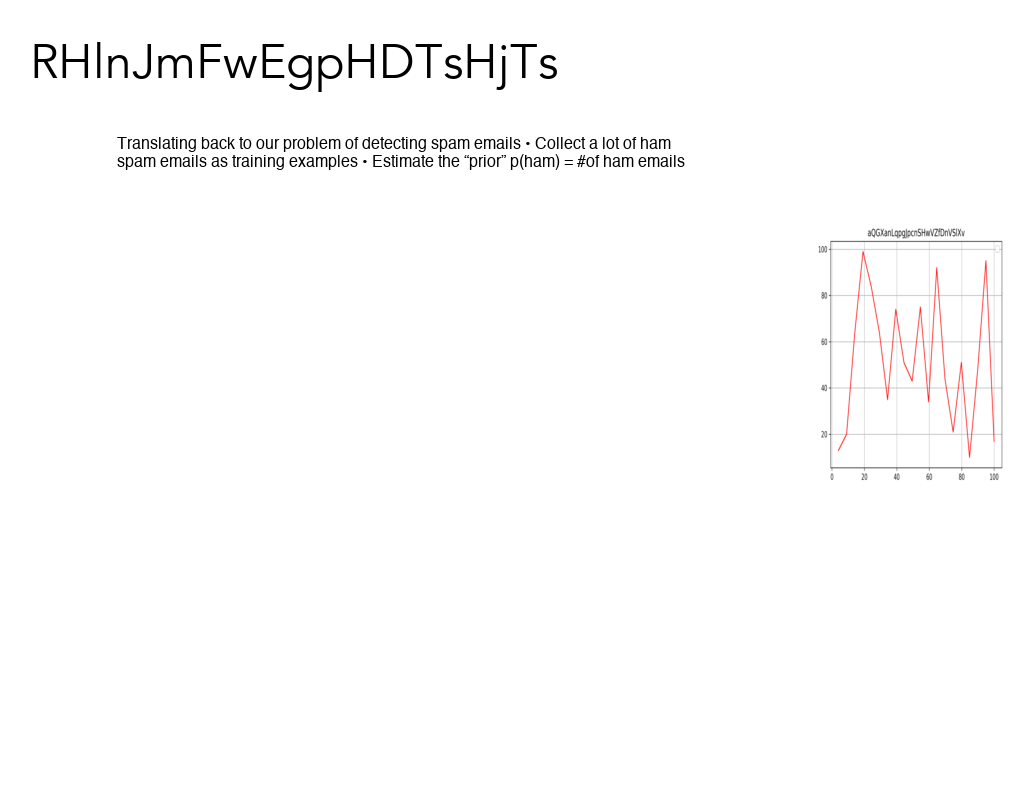 RHlnJmFwEgpHDTsHjTs
Translating back to our problem of detecting spam emails • Collect a lot of ham
spam emails as training examples • Estimate the “prior” p(ham) = #of ham emails
100
80
60
40
20
0 20 40 60 80 100